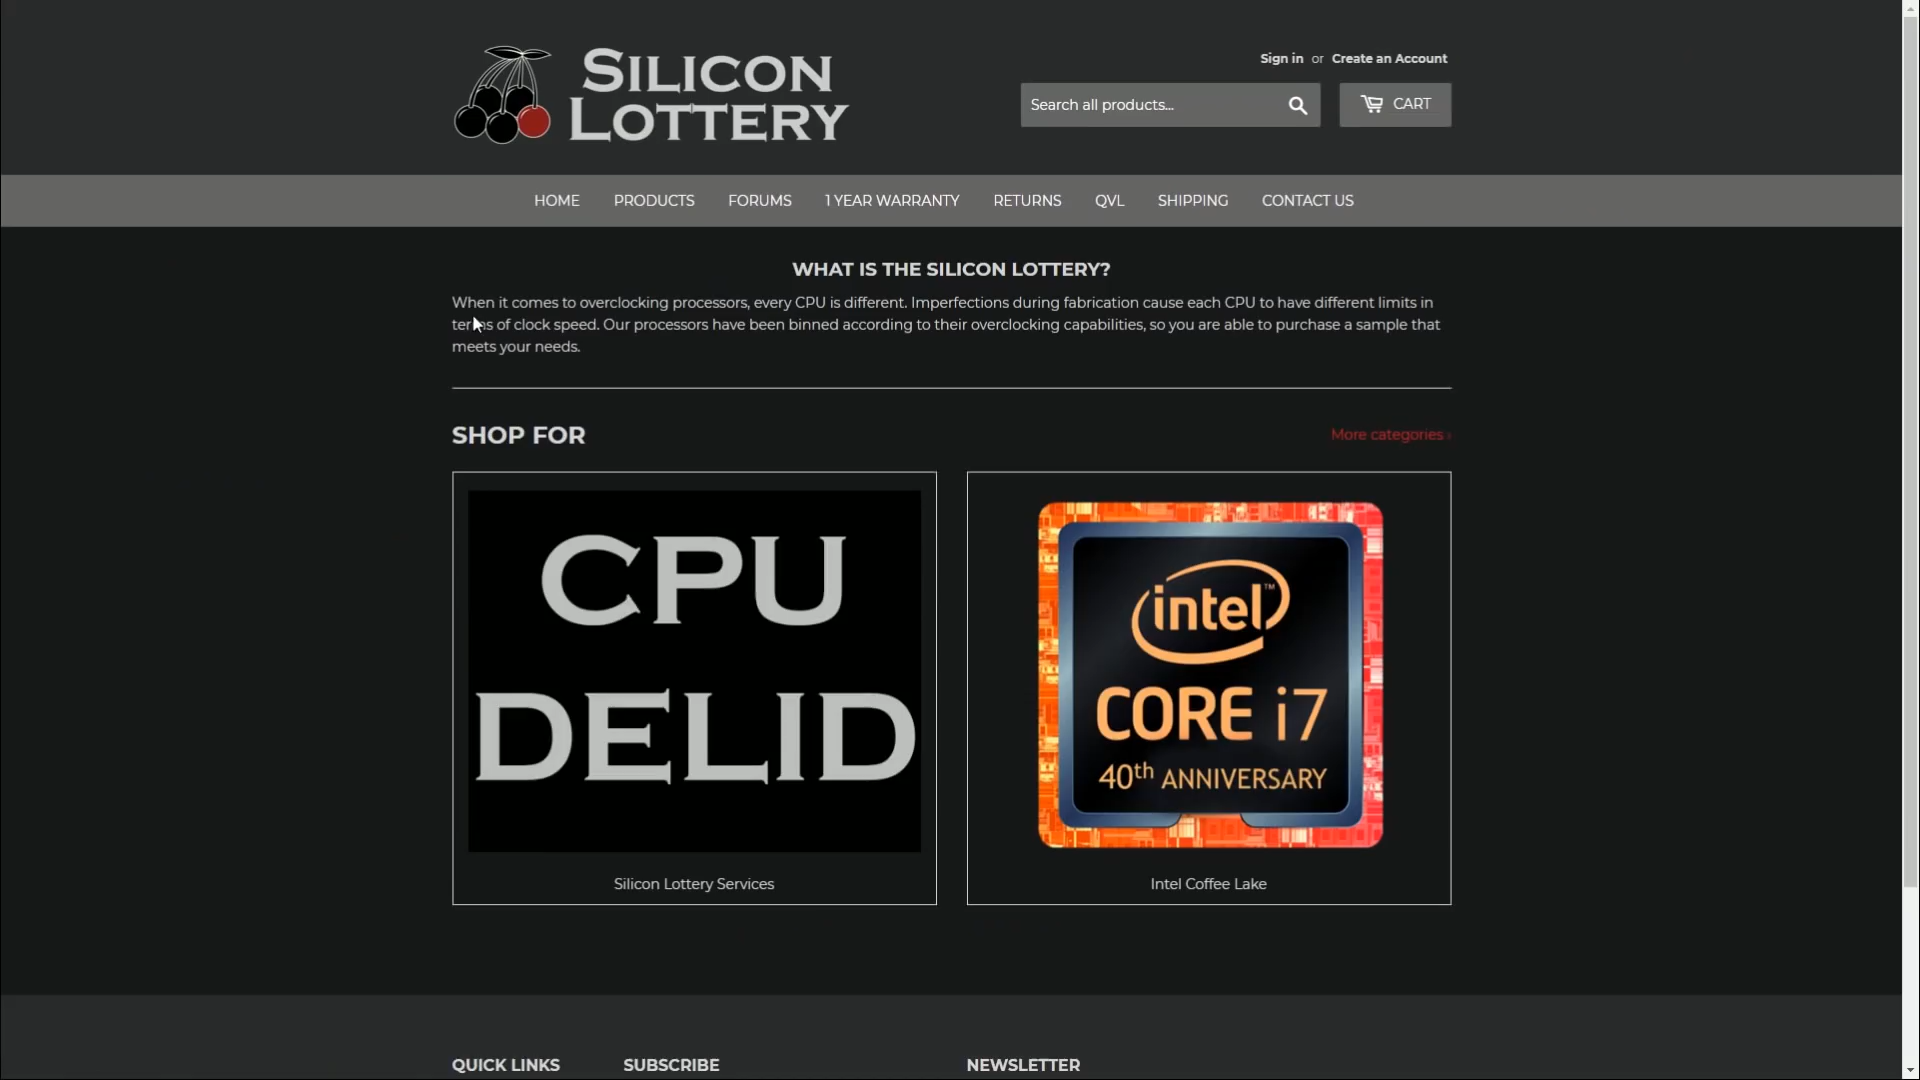 SILICON
LOTTERY
Sign in or Create an Account
Search all products...
CART
HOME PRODUCTS FORUMS 1 YEAR WARRANTY RETURNS QVL SHIPPING CONTACT US
WHAT IS THE SILICON LOTTERY?
When it comes to overclocking processors, every CPU is different. Imperfections during fabrication cause each CPU to have different limits in
terms of clock speed. Our processors have been binned according to their overclocking capabilities, so you are able to purchase a sample that
meets your needs.
SHOP FOR
More categories ›
CPU
DELID
Silicon Lottery Services
intel™
CORE i7
40th ANNIVERSARY
Intel Coffee Lake
QUICK LINKS
SUBSCRIBE
NEWSLETTER